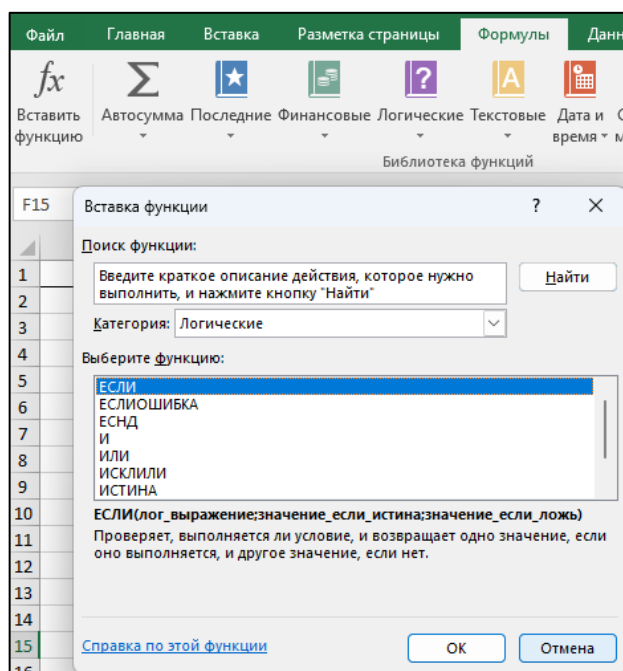 Файл Главная Вставка Разметка страницы Формулы
fx
Вставить функцию
Автосумма
Последние
Финансовые
Логические
Текстовые
Дата и время
Библиотека функций
F15
Вставка функции ? ×
Поиск функции:
Введите краткое описание действия, которое нужно
выполнить, и нажмите кнопку "Найти"
Найти
Категория: Логические
Выберите функцию:
ЕСЛИ
ЕСЛИОШИБКА
ЕСНД
И
ИЛИ
ИСКЛИЛИ
ИСТИНА
ЕСЛИ(лог_выражение;значение_если_истина;значение_если_ложь)
Проверяет, выполняется ли условие, и возвращает одно значение, если
оно выполняется, и другое значение, если нет.
Справка по этой функции
ОК
Отмена
1
2
3
4
5
6
7
8
9
10
11
12
13
14
15